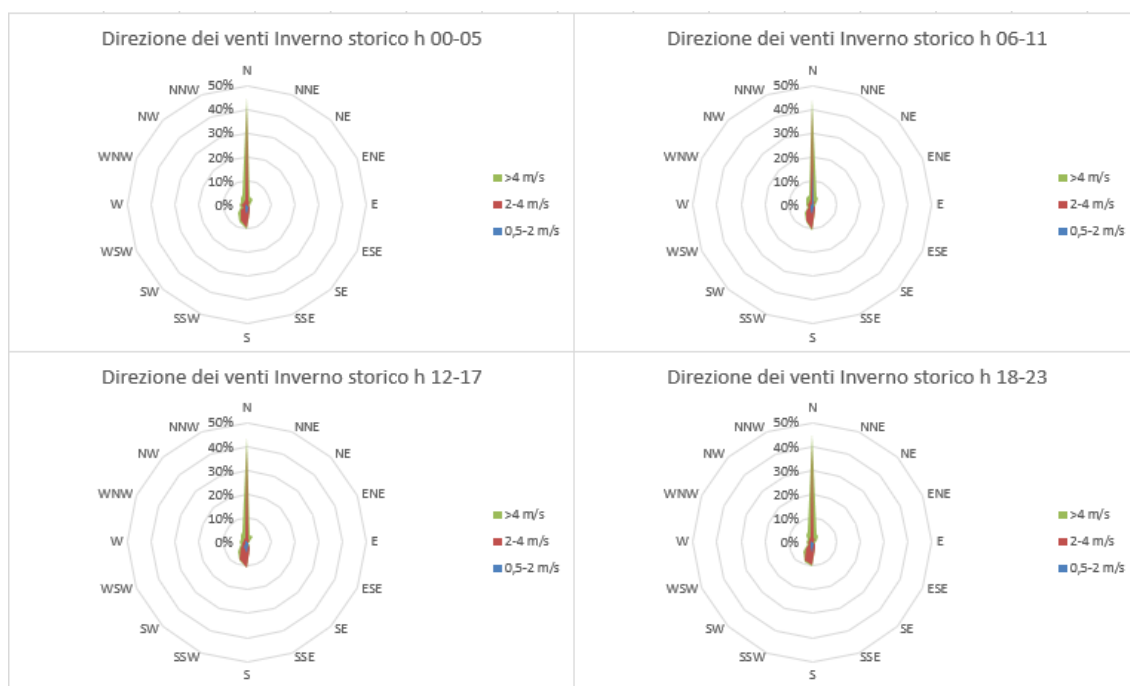 Direzione dei venti Inverno storico h 00-05
N
NNE
NE
ENE
E
ESE
SE
SSE
S
SSW
SW
WSW
W
WNW
NW
NNW
50%
40%
30%
20%
10%
0%
>4 m/s
2-4 m/s
0,5-2 m/s
Direzione dei venti Inverno storico h 06-11
N
NNE
NE
ENE
E
ESE
SE
SSE
S
SSW
SW
WSW
W
WNW
NW
NNW
50%
40%
30%
20%
10%
0%
>4 m/s
2-4 m/s
0,5-2 m/s
Direzione dei venti Inverno storico h 12-17
N
NNE
NE
ENE
E
ESE
SE
SSE
S
SSW
SW
WSW
W
WNW
NW
NNW
50%
40%
30%
20%
10%
0%
>4 m/s
2-4 m/s
0,5-2 m/s
Direzione dei venti Inverno storico h 18-23
N
NNE
NE
ENE
E
ESE
SE
SSE
S
SSW
SW
WSW
W
WNW
NW
NNW
50%
40%
30%
20%
10%
0%
>4 m/s
2-4 m/s
0,5-2 m/s